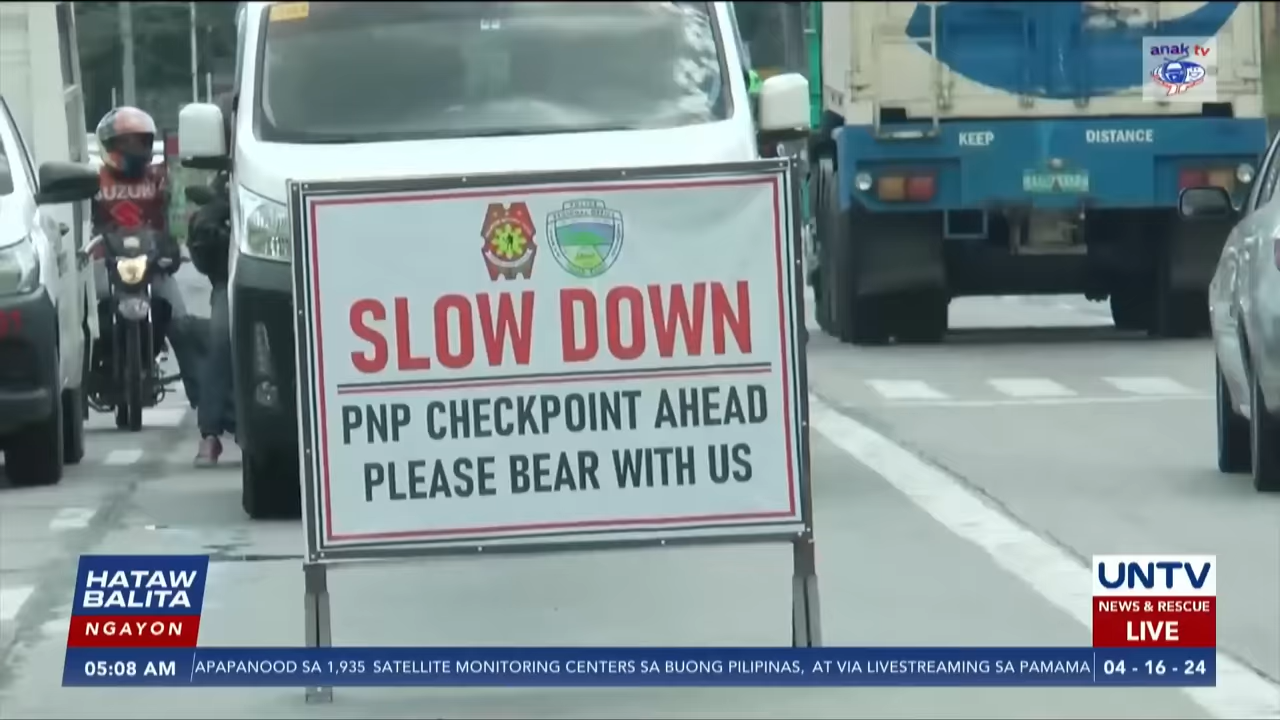 anak tv
KEEP DISTANCE
SUZUKI
SLOW DOWN
PNP CHECKPOINT AHEAD
PLEASE BEAR WITH US
HATAW
BALITA
NGAYON
UNTV
NEWS & RESCUE
LIVE
05:08 AM
APAPANOOD SA 1,935 SATELLITE MONITORING CENTERS SA BUONG PILIPINAS, AT VIA LIVESTREAMING SA PAMAMA
04 - 16 - 24